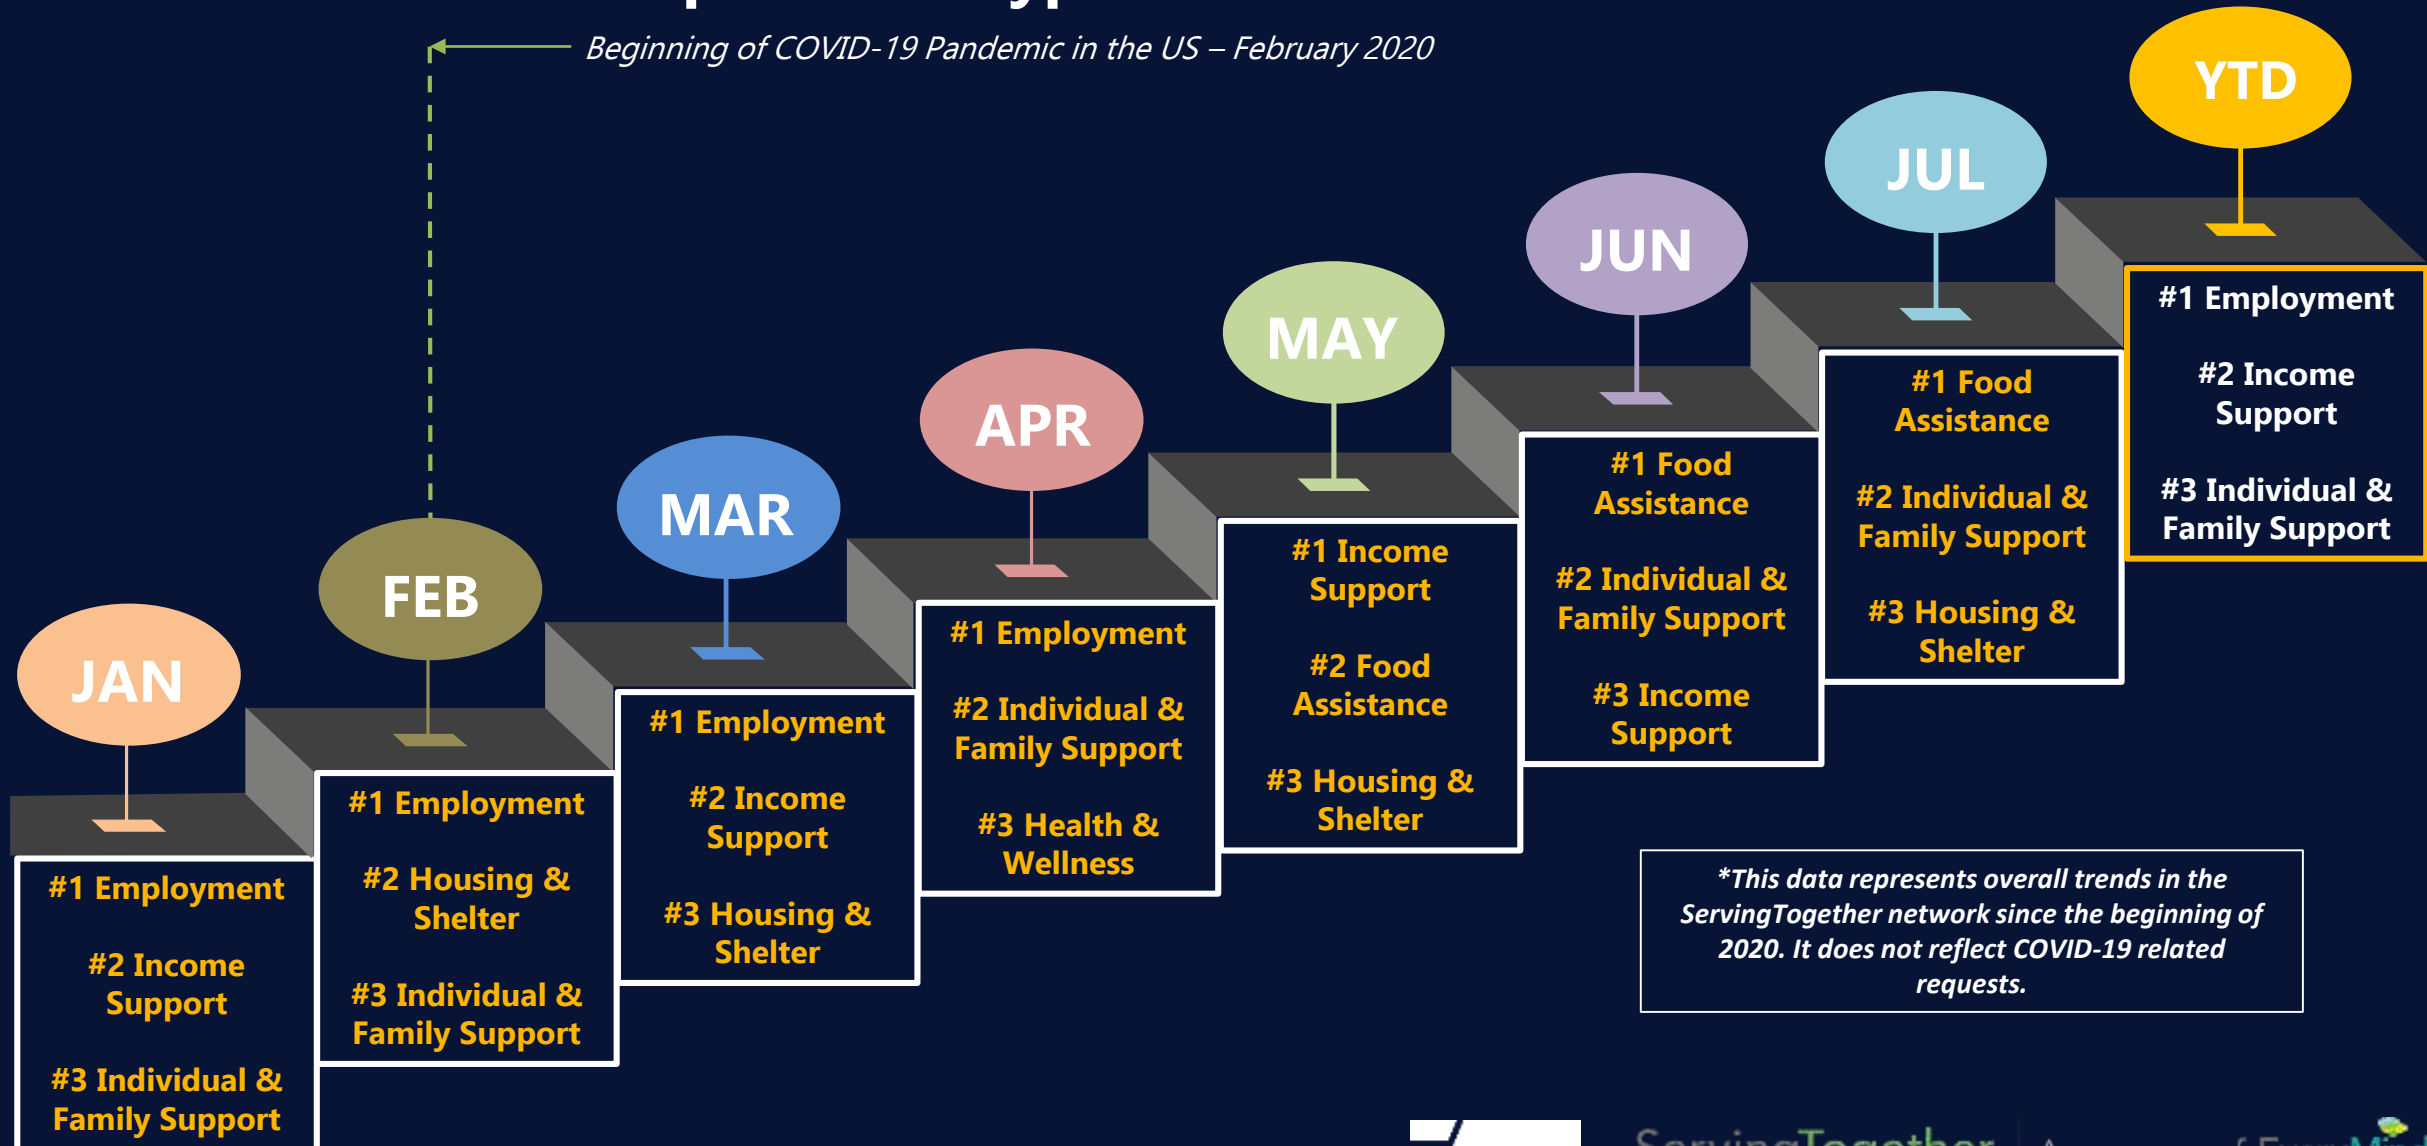 Beginning of COVID-19 Pandemic in the US – February 2020
JAN
#1 Employment
#2 Income
Support
#3 Individual &
Family Support
FEB
#1 Employment
#2 Housing &
Shelter
#3 Individual &
Family Support
MAR
#1 Employment
#2 Income
Support
#3 Housing &
Shelter
APR
#1 Employment
#2 Individual &
Family Support
#3 Health &
Wellness
MAY
#1 Income
Support
#2 Food
Assistance
#3 Housing &
Shelter
JUN
#1 Food
Assistance
#2 Individual &
Family Support
#3 Income
Support
JUL
#1 Food
Assistance
#2 Individual &
Family Support
#3 Housing &
Shelter
YTD
#1 Employment
#2 Income
Support
#3 Individual &
Family Support
*This data represents overall trends in the
ServingTogether network since the beginning of
2020. It does not reflect COVID-19 related
requests.
ServingTogether